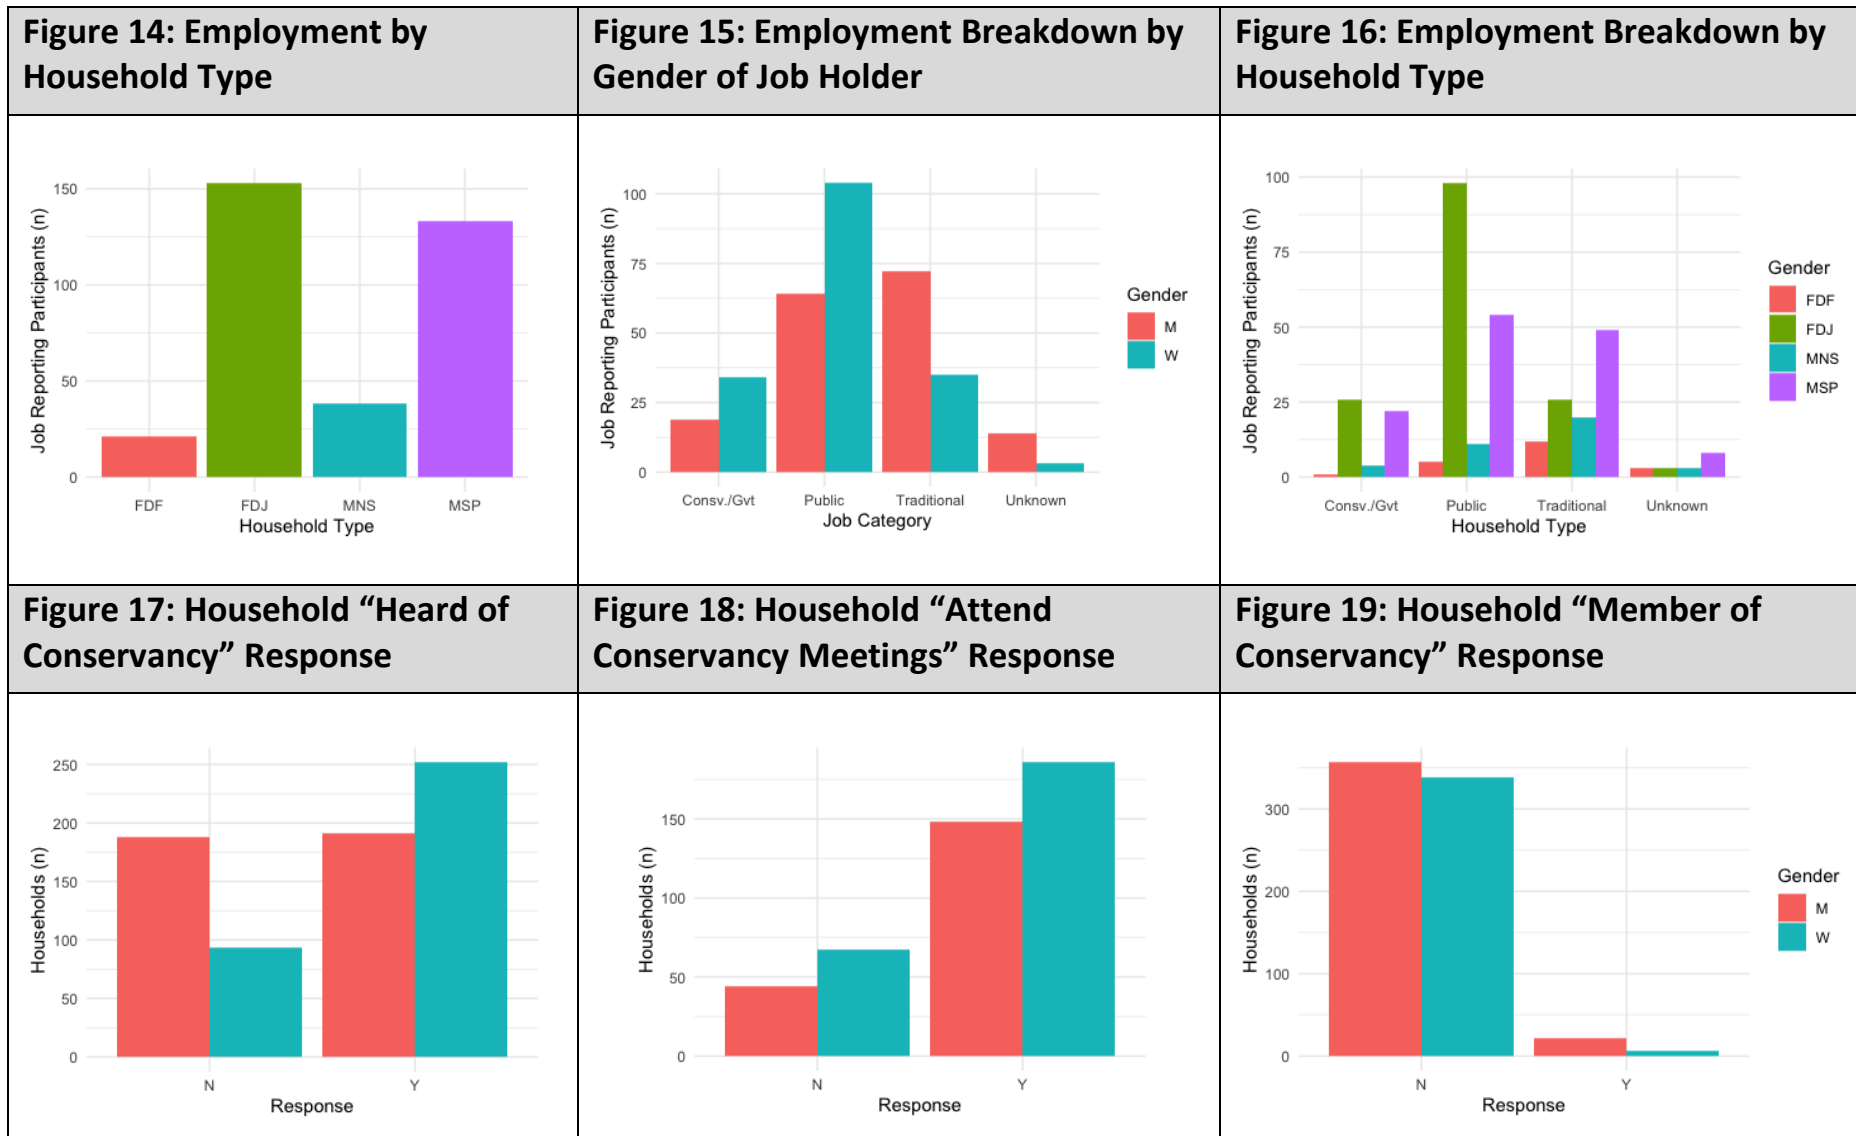 Figure 14: Employment by
Household Type
Figure 15: Employment Breakdown by
Gender of Job Holder
Figure 16: Employment Breakdown by
Household Type
Job Reporting Participants (n)
150
100
50
0
FDF FDJ MNS MSP
Household Type
Job Reporting Participants (n)
100
75
50
25
0
Consv./Gvt Public Traditional Unknown
Job Category
Gender
M
W
Job Reporting Participants (n)
100
75
50
25
0
Consv./Gvt Public Traditional Unknown
Household Type
Gender
FDF
FDJ
MNS
MSP
Figure 17: Household “Heard of
Conservancy” Response
Figure 18: Household “Attend
Conservancy Meetings” Response
Figure 19: Household “Member of
Conservancy” Response
Households (n)
250
200
150
100
50
0
N Y
Response
Households (n)
150
100
50
0
N Y
Response
Households (n)
300
200
100
0
N Y
Response
Gender
M
W